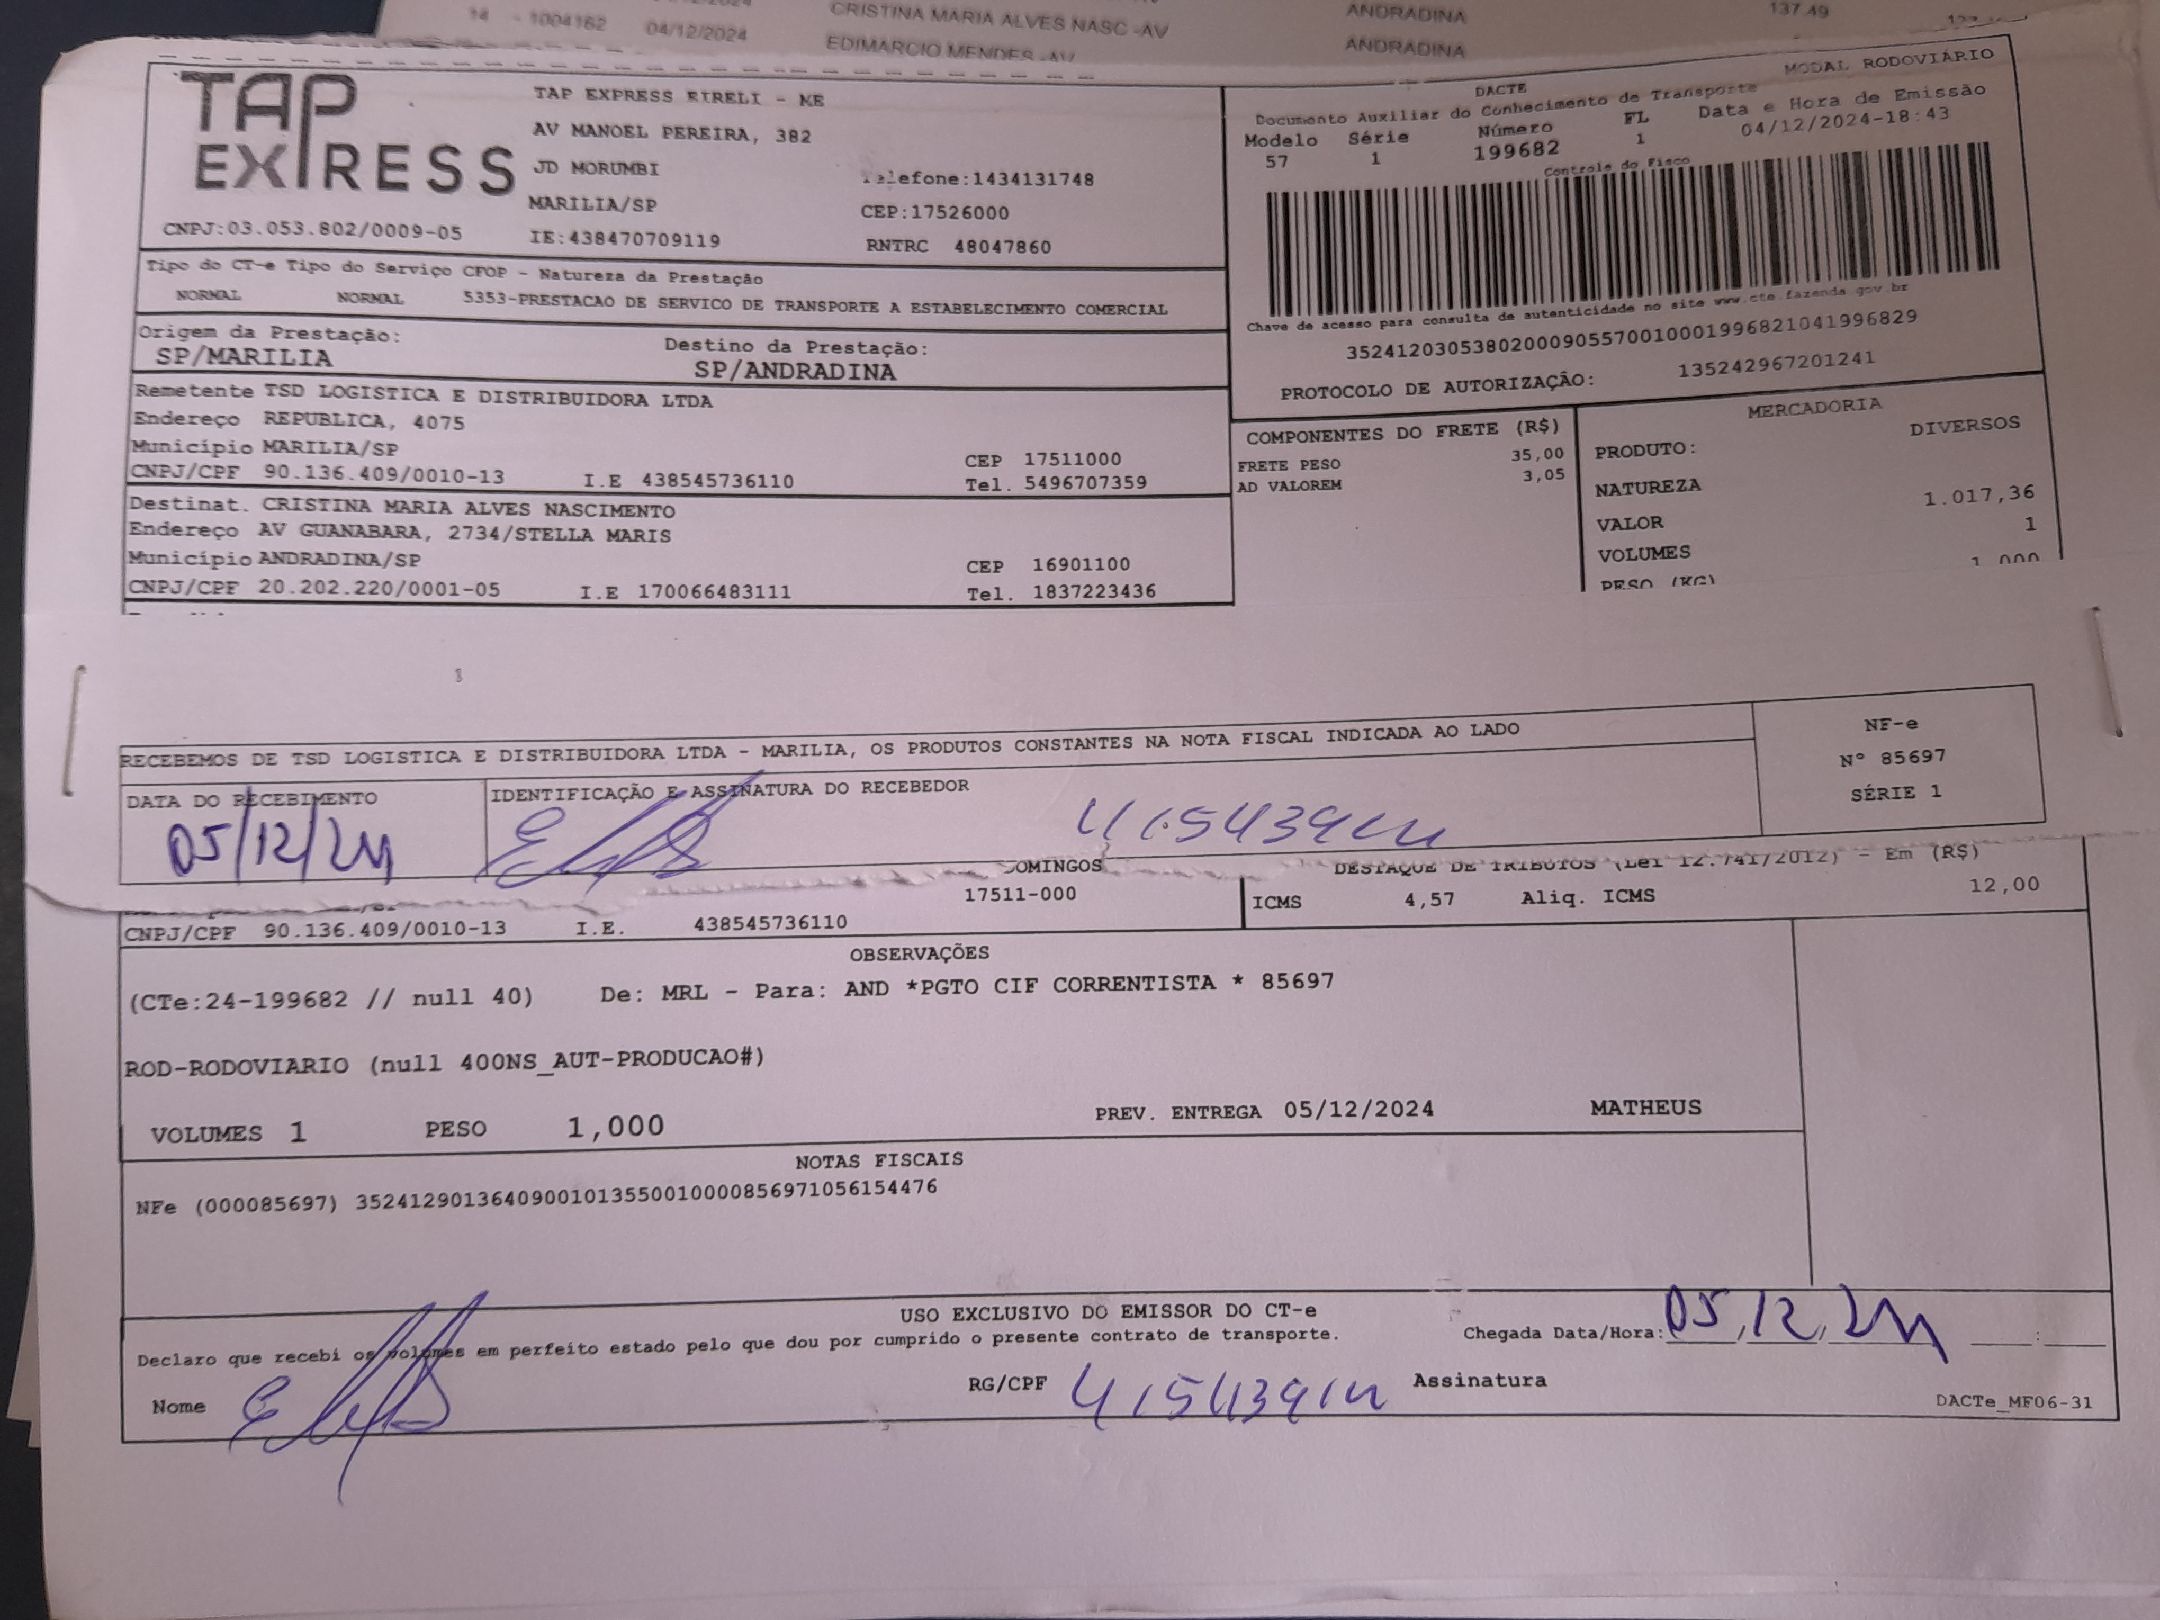 14 - 1004162 04/12/2024 CRISTINA MARIA ALVES NASC -AV ANDRADINA 137.49
EDIMARCIO MENDES -AV ANDRADINA
TAP EXPRESS
CNPJ:03.053.802/0009-05
TAP EXPRESS EIRELI - ME
AV MANOEL PEREIRA, 382
JD MORUMBI
Telefone:1434131748
MARILIA/SP
CEP:17526000
IE:438470709119
RNTRC 48047860
MODAL RODOVIÁRIO
DACTE
Documento Auxiliar do Conhecimento de Transporte
Modelo Série Número FL Data e Hora de Emissão
57 1 199682 1 04/12/2024-18:43
Controle do Fisco
Chave de acesso para consulta de autenticidade no site www.cte.fazenda.gov.br
35241203053802000905570010001996821041996829
PROTOCOLO DE AUTORIZAÇÃO: 135242967201241
Tipo do CT-e Tipo do Serviço CFOP - Natureza da Prestação
NORMAL NORMAL 5353-PRESTACAO DE SERVICO DE TRANSPORTE A ESTABELECIMENTO COMERCIAL
Origem da Prestação: Destino da Prestação:
SP/MARILIA SP/ANDRADINA
Remetente TSD LOGISTICA E DISTRIBUIDORA LTDA
Endereço REPUBLICA, 4075
Município MARILIA/SP CEP 17511000
CNPJ/CPF 90.136.409/0010-13 I.E 438545736110 Tel. 5496707359
Destinat. CRISTINA MARIA ALVES NASCIMENTO
Endereço AV GUANABARA, 2734/STELLA MARIS
Município ANDRADINA/SP CEP 16901100
CNPJ/CPF 20.202.220/0001-05 I.E 170066483111 Tel. 1837223436
COMPONENTES DO FRETE (R$)
FRETE PESO 35,00
AD VALOREM 3,05
MERCADORIA
PRODUTO: DIVERSOS
NATUREZA
VALOR 1.017,36
VOLUMES 1
PESO (KG) 1,000
RECEBEMOS DE TSD LOGISTICA E DISTRIBUIDORA LTDA - MARILIA, OS PRODUTOS CONSTANTES NA NOTA FISCAL INDICADA AO LADO
NF-e
Nº 85697
SÉRIE 1
DATA DO RECEBIMENTO IDENTIFICAÇÃO E ASSINATURA DO RECEBEDOR
05/12/24
DOMINGOS
17511-000
DESTAQUE DE TRIBUTOS (Lei 12.741/2012) - Em (R$)
ICMS 4,57 Aliq. ICMS 12,00
CNPJ/CPF 90.136.409/0010-13 I.E. 438545736110
OBSERVAÇÕES
(CTe:24-199682 // null 40) De: MRL - Para: AND *PGTO CIF CORRENTISTA * 85697
ROD-RODOVIARIO (null 400NS_AUT-PRODUCAO#)
VOLUMES 1 PESO 1,000 PREV. ENTREGA 05/12/2024 MATHEUS
NOTAS FISCAIS
NFe (000085697) 35241290136409001013550010000856971056154476
USO EXCLUSIVO DO EMISSOR DO CT-e
Declaro que recebi os volumes em perfeito estado pelo que dou por cumprido o presente contrato de transporte.
Chegada Data/Hora: 05/12/24 :
Nome RG/CPF Assinatura
DACTe_MF06-31